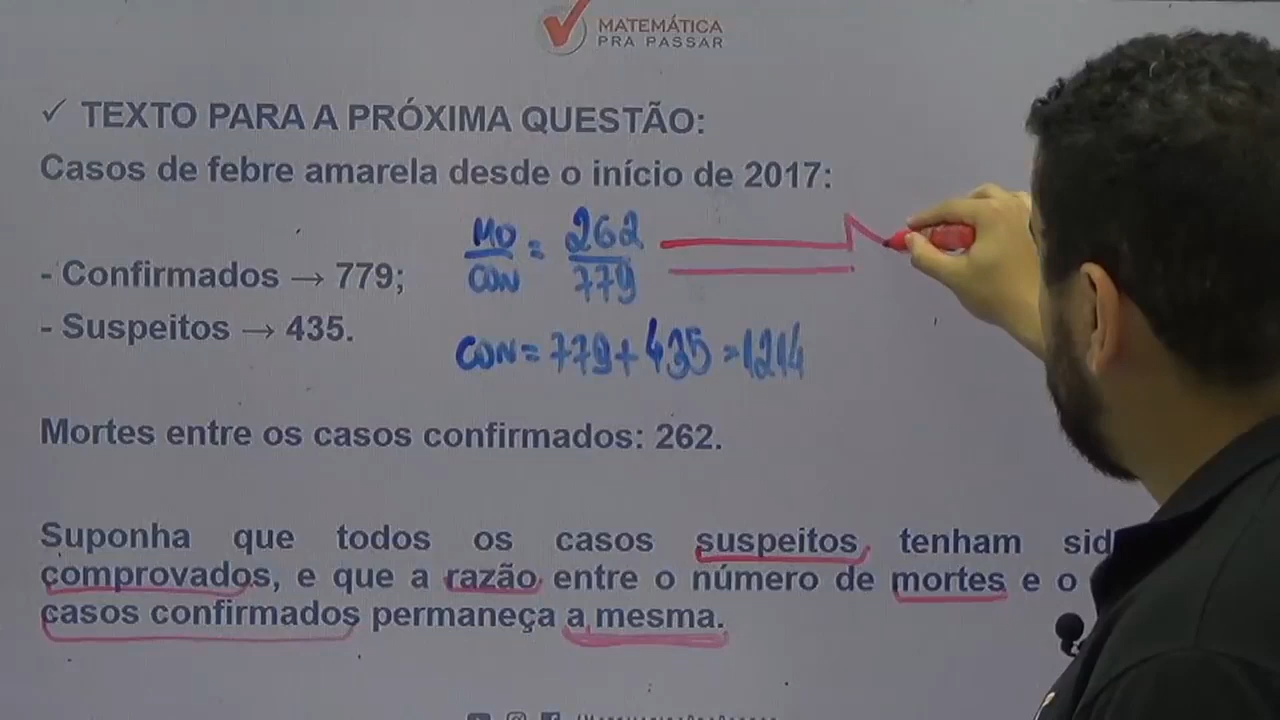 MATEMÁTICA
PRA PASSAR
✓ TEXTO PARA A PRÓXIMA QUESTÃO:
Casos de febre amarela desde o início de 2017:
MO = 262
CON 779
- Confirmados → 779;
- Suspeitos → 435.
CON = 779 + 435 = 1214
Mortes entre os casos confirmados: 262.
Suponha que todos os casos suspeitos tenham sid
comprovados, e que a razão entre o número de mortes e o
casos confirmados permaneça a mesma.